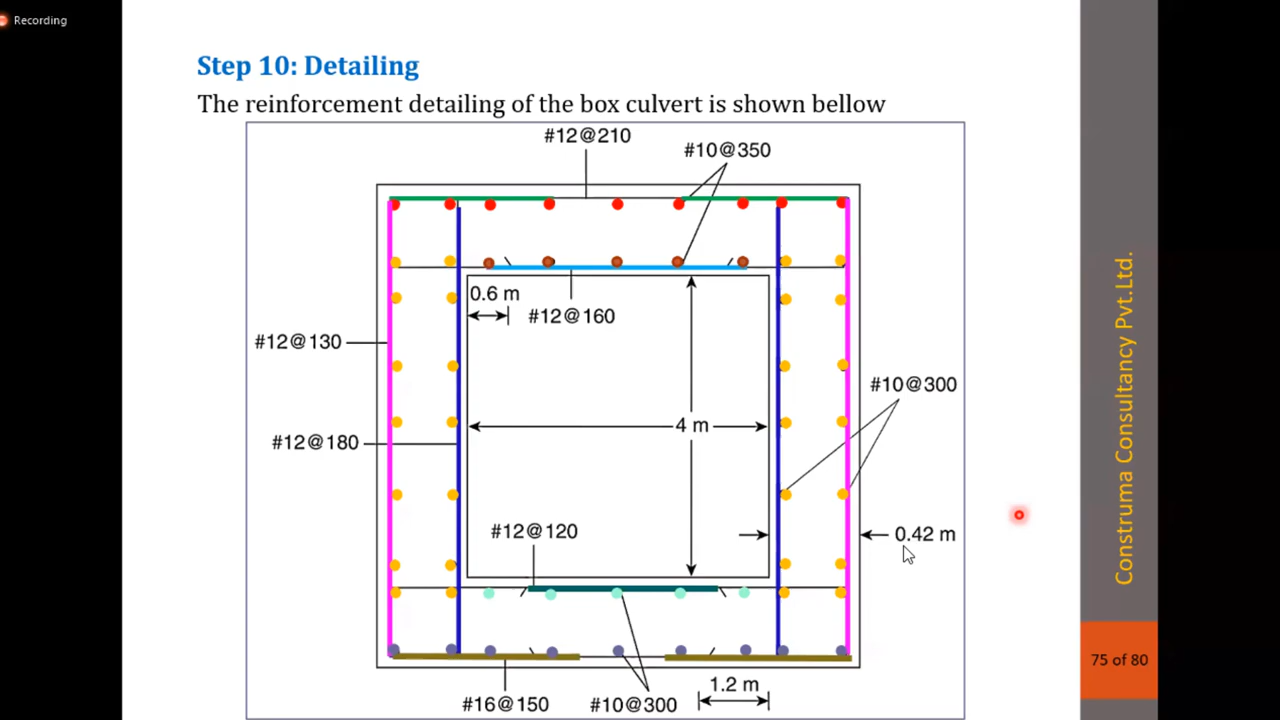 Recording
Step 10: Detailing
The reinforcement detailing of the box culvert is shown bellow
#12@210
#10@350
0.6 m
#12@160
#12@130
#10@300
4 m
#12@180
#12@120
0.42 m
#16@150
#10@300
1.2 m
Construma Consultancy Pvt.Ltd.
75 of 80